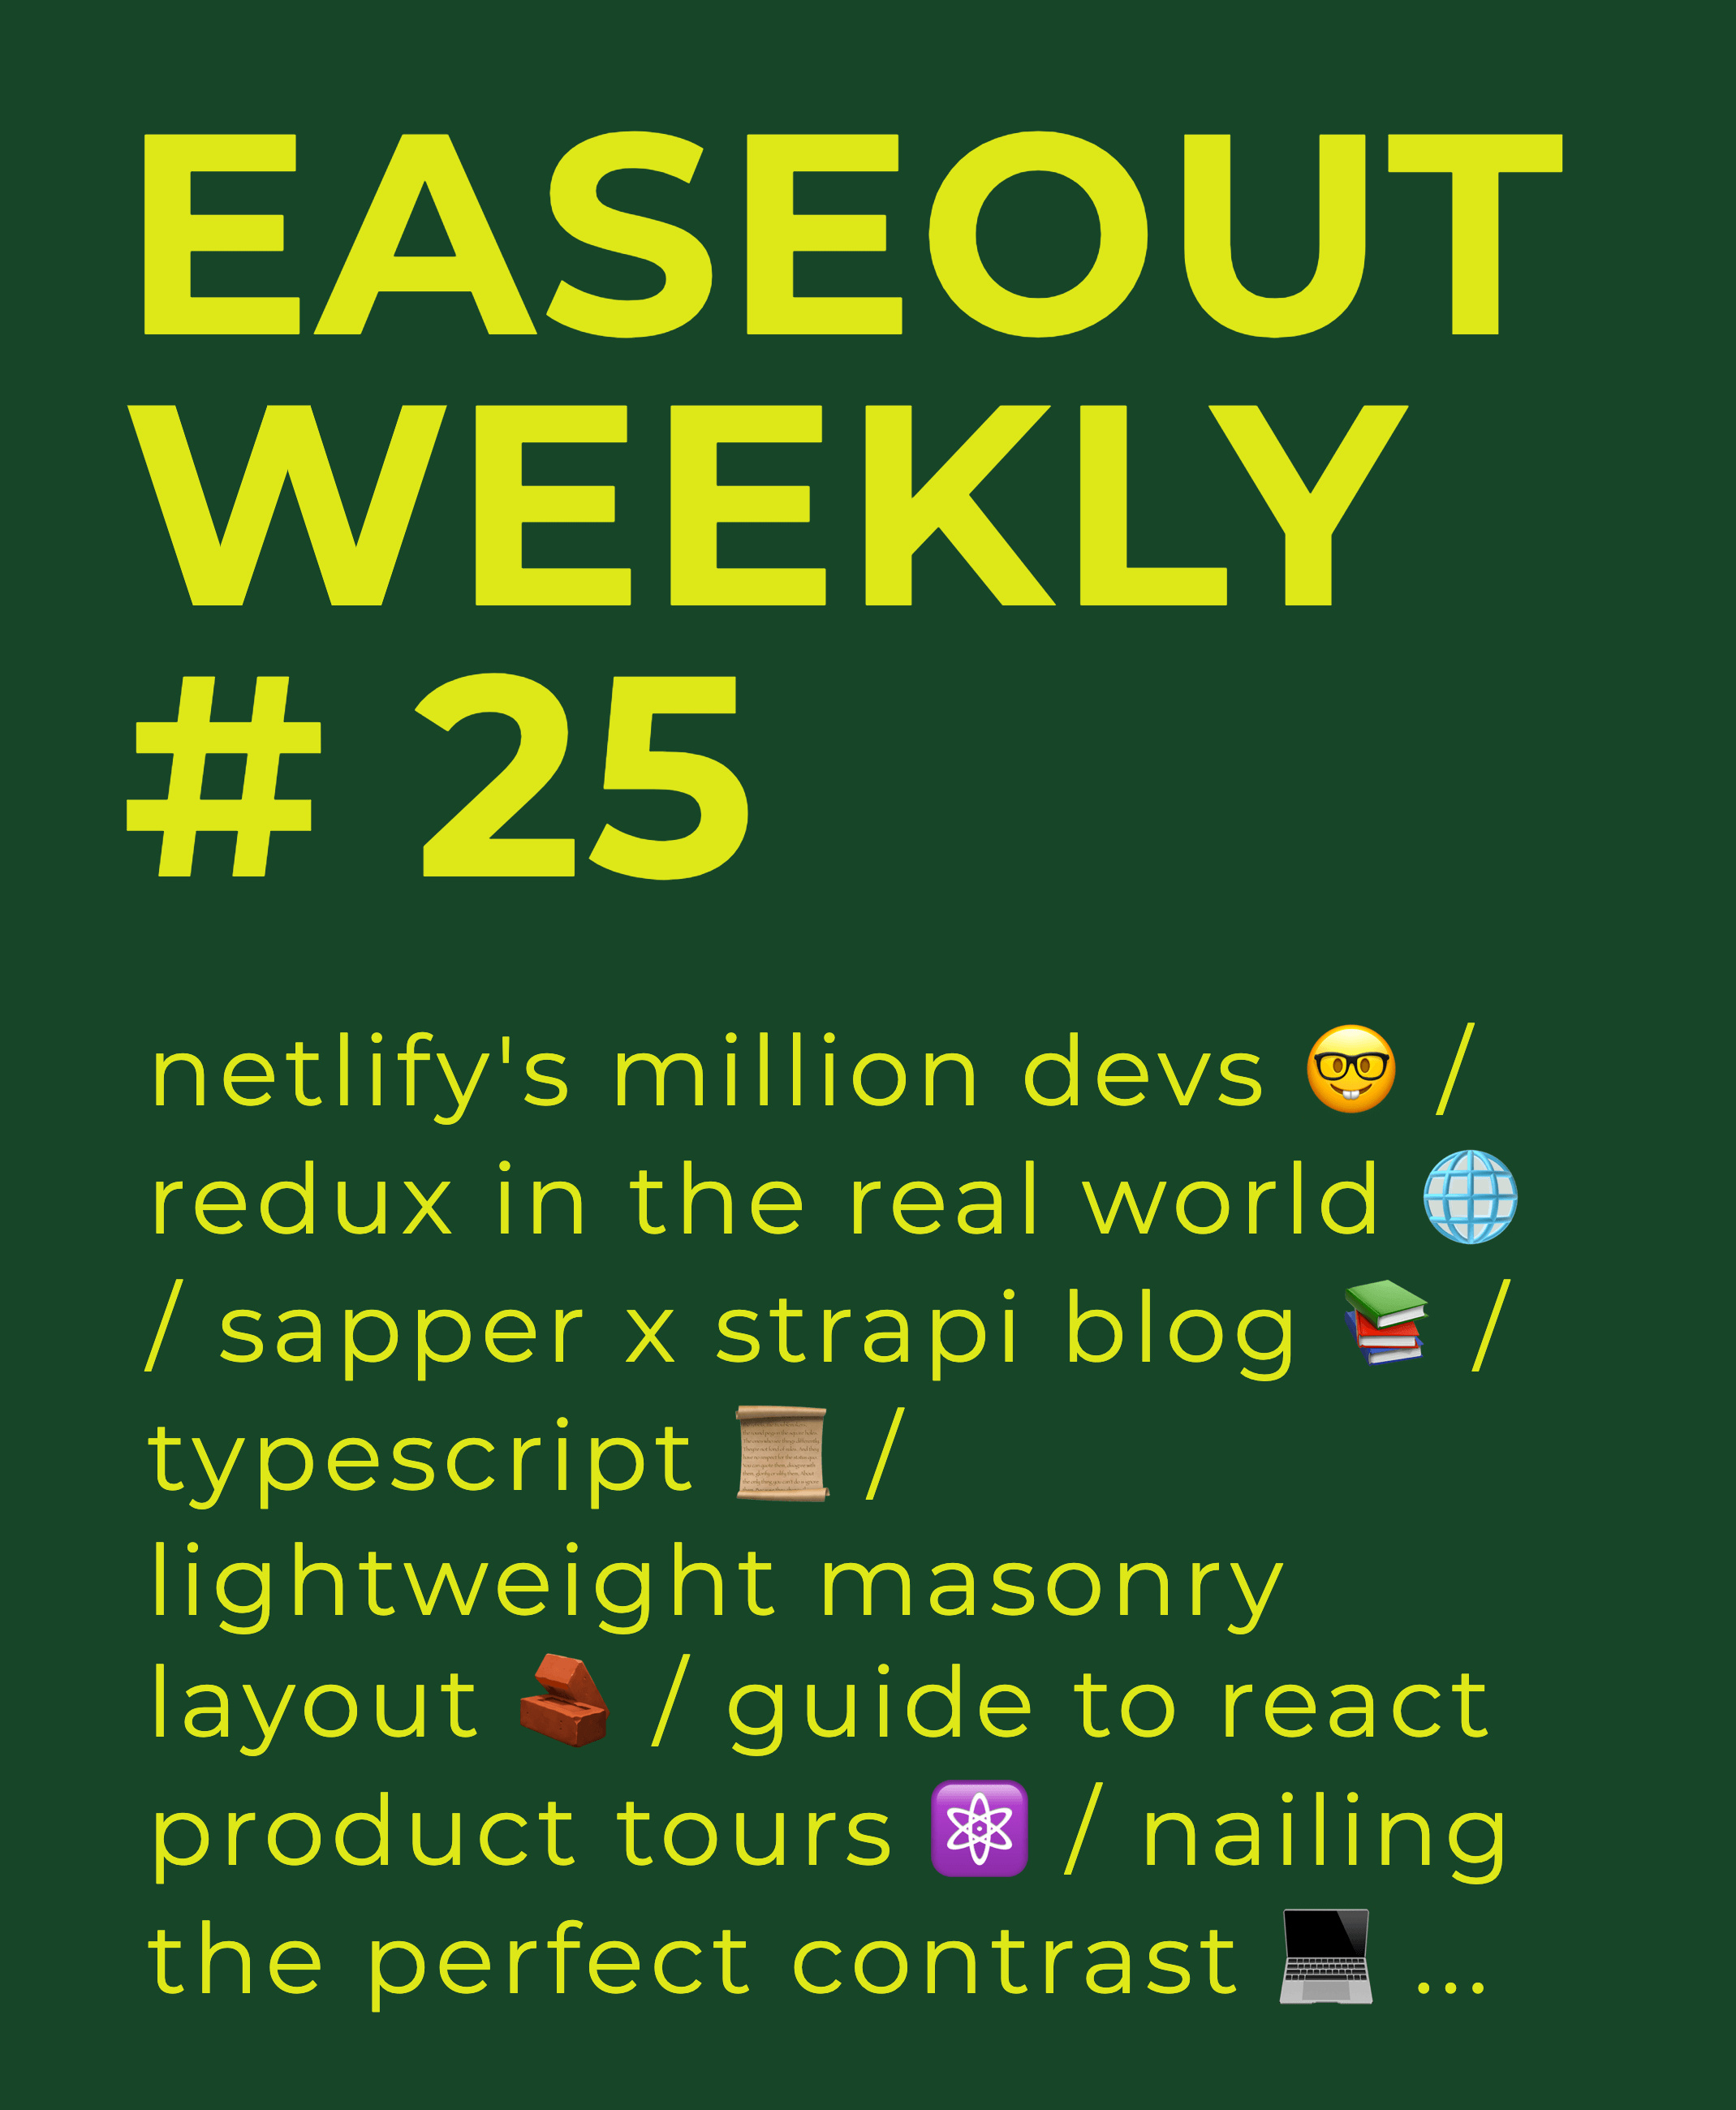 EASEOUT
WEEKLY
# 25
netlify's million devs 🤓 /
redux in the real world 🌐
/ sapper x strapi blog 📚 /
typescript 📜 /
lightweight masonry
layout 🧱 / guide to react
product tours ⚛️ / nailing
the perfect contrast 💻 ...